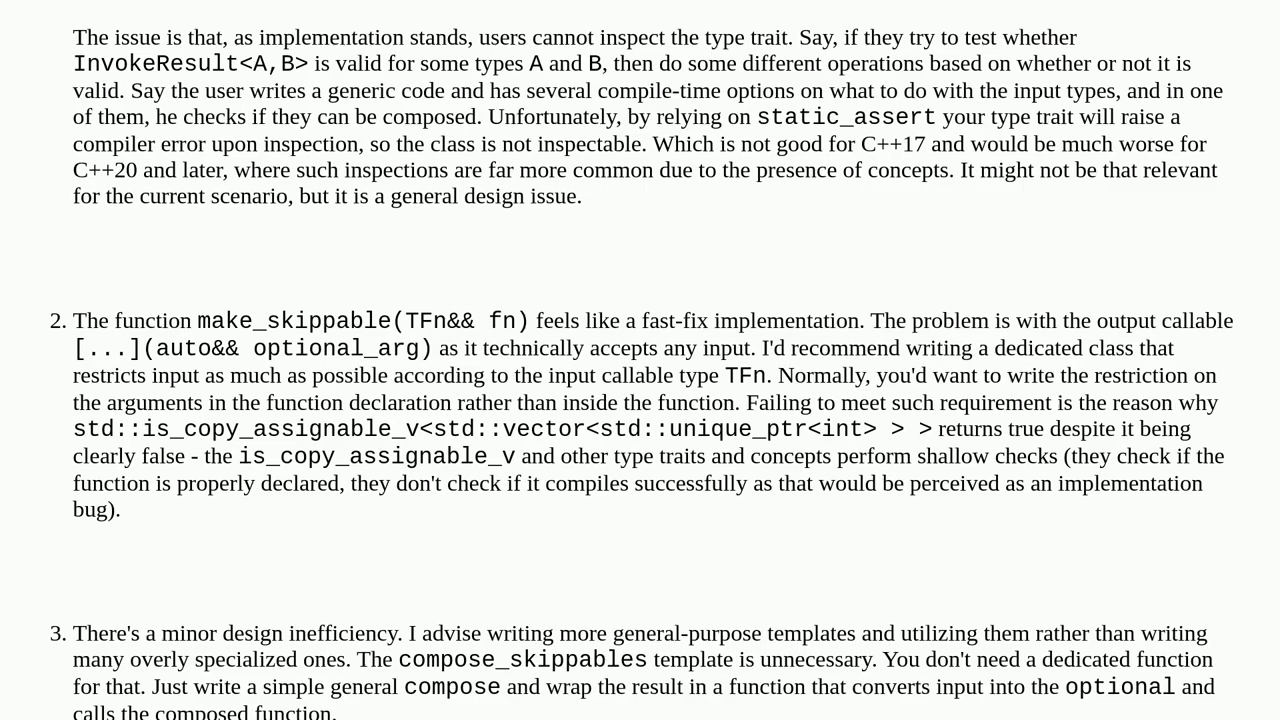 The issue is that, as implementation stands, users cannot inspect the type trait. Say, if they try to test whether
InvokeResult<A,B> is valid for some types A and B, then do some different operations based on whether or not it is
valid. Say the user writes a generic code and has several compile-time options on what to do with the input types, and in one
of them, he checks if they can be composed. Unfortunately, by relying on static_assert your type trait will raise a
compiler error upon inspection, so the class is not inspectable. Which is not good for C++17 and would be much worse for
C++20 and later, where such inspections are far more common due to the presence of concepts. It might not be that relevant
for the current scenario, but it is a general design issue.
2. The function make_skippable(TFn&& fn) feels like a fast-fix implementation. The problem is with the output callable
[...](auto&& optional_arg) as it technically accepts any input. I'd recommend writing a dedicated class that
restricts input as much as possible according to the input callable type TFn. Normally, you'd want to write the restriction on
the arguments in the function declaration rather than inside the function. Failing to meet such requirement is the reason why
std::is_copy_assignable_v<std::vector<std::unique_ptr<int> > > returns true despite it being
clearly false - the is_copy_assignable_v and other type traits and concepts perform shallow checks (they check if the
function is properly declared, they don't check if it compiles successfully as that would be perceived as an implementation
bug).
3. There's a minor design inefficiency. I advise writing more general-purpose templates and utilizing them rather than writing
many overly specialized ones. The compose_skippables template is unnecessary. You don't need a dedicated function
for that. Just write a simple general compose and wrap the result in a function that converts input into the optional and
calls the composed function.